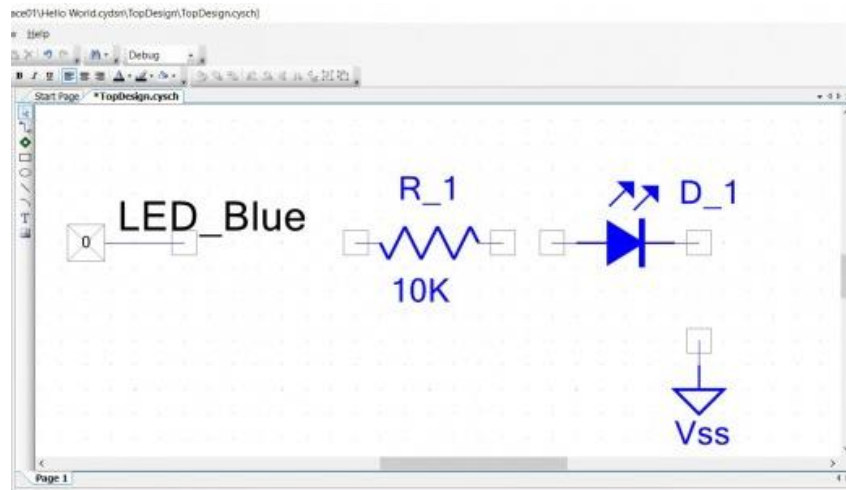 ace01\Hello World.cydsn\TopDesign\TopDesign.cysch]
Help
Debug
B I U A
Start Page *TopDesign.cysch
T
R_1
D_1
LED_Blue
0
10K
Vss
Page 1